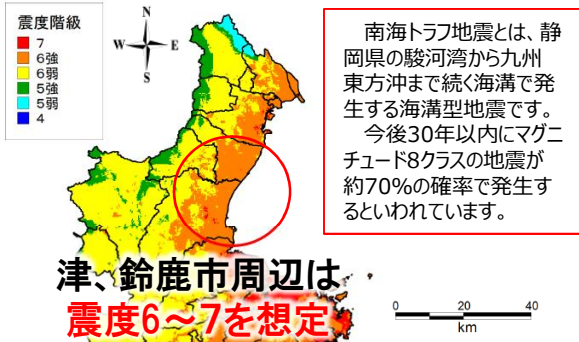 震度階級
7
6強
6弱
5強
5弱
4
N
W E
S
南海トラフ地震とは、静
岡県の駿河湾から九州
東方沖まで続く海溝で発
生する海溝型地震です。
今後30年以内にマグニ
チュード8クラスの地震が
約70%の確率で発生す
るといわれています。
津、鈴鹿市周辺は
震度6～7を想定
0 20 40
km